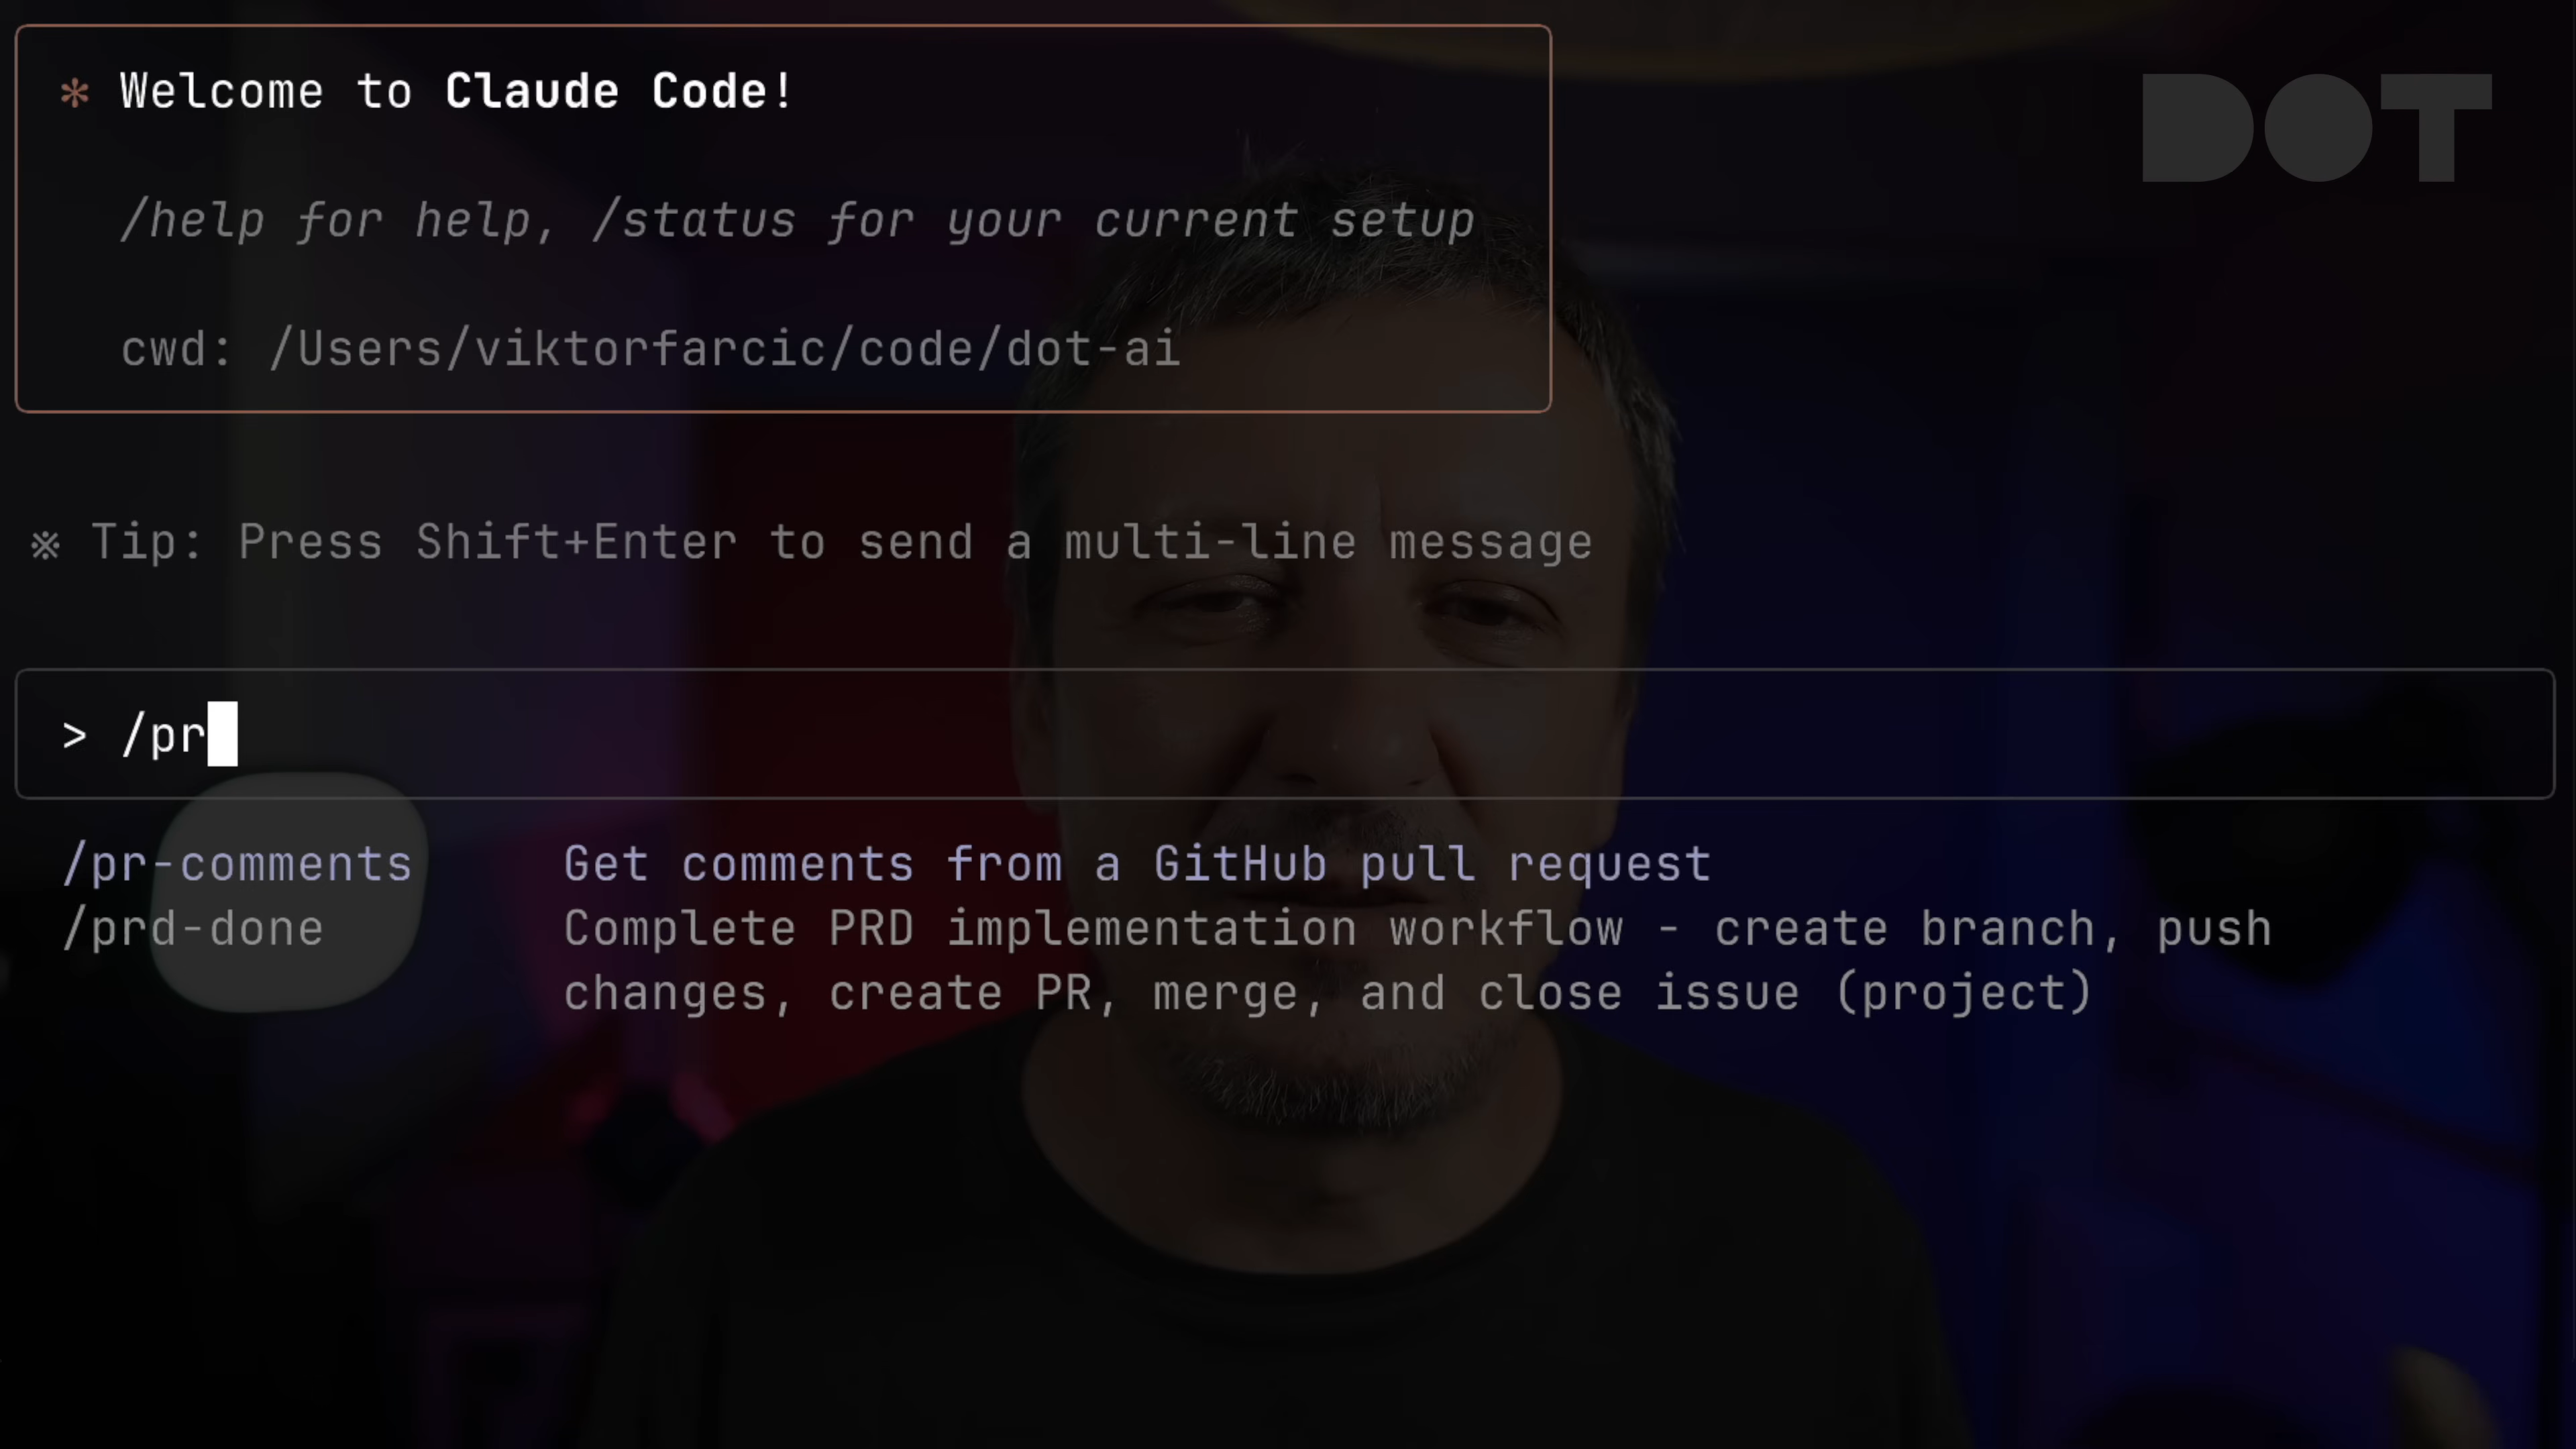 * Welcome to Claude Code!
DOT
/help for help, /status for your current setup
cwd: /Users/viktorfarcic/code/dot-ai
※ Tip: Press Shift+Enter to send a multi-line message
> /pr
/pr-comments Get comments from a GitHub pull request
/prd-done Complete PRD implementation workflow - create branch, push
changes, create PR, merge, and close issue (project)